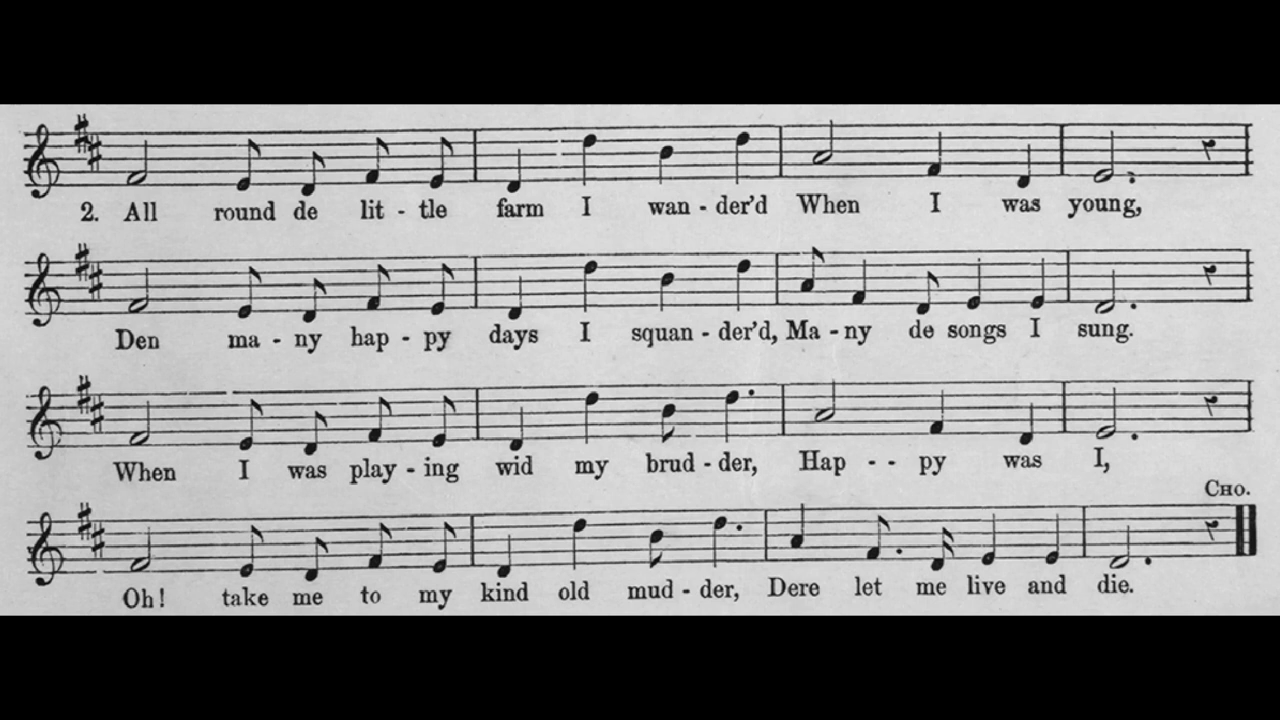 2. All round de lit - tle farm I wan - der'd When I was young,
Den ma - ny hap - py days I squan - der'd, Ma - ny de songs I sung.
When I was play - ing wid my brud - der, Hap - - py was I,
CHO.
Oh! take me to my kind old mud - der, Dere let me live and die.